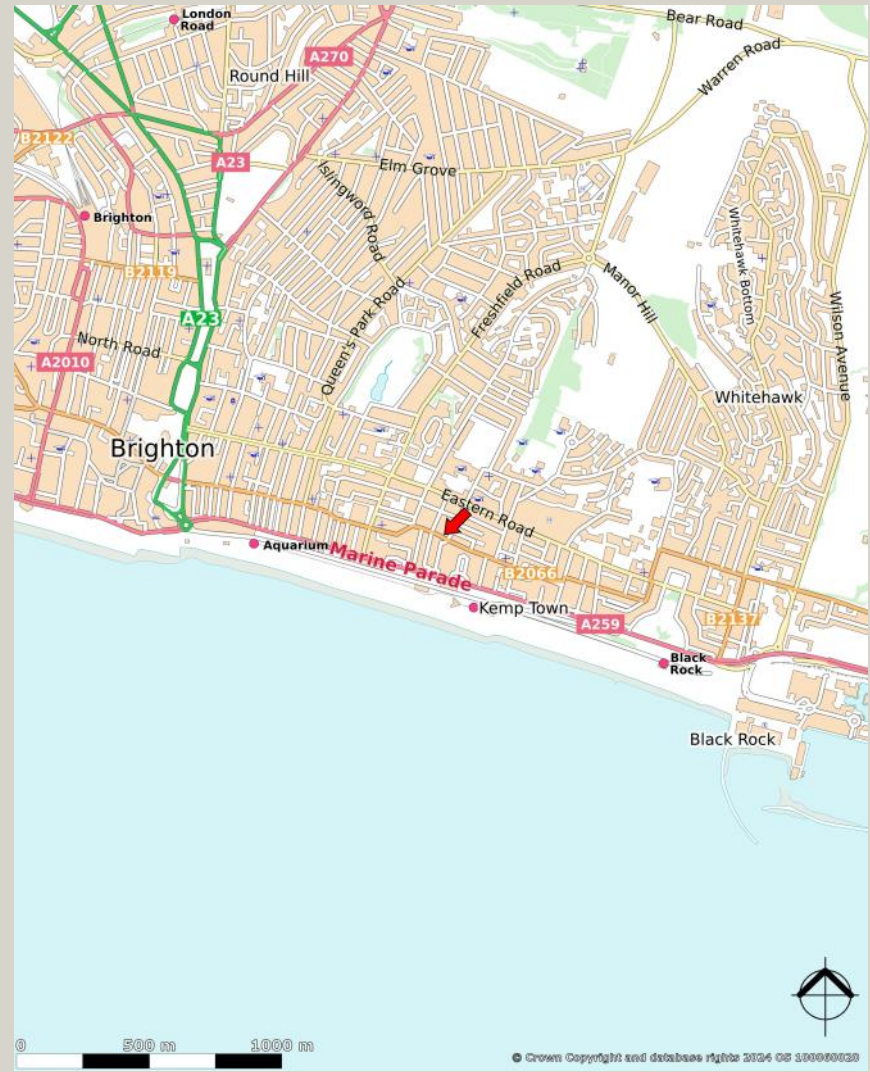 London
Road
Bear Road
A270
Round Hill
Warren Road
B2122
A23
Elm Grove
Islingword Road
Brighton
Whitehawk Bottom
B2119
Freshfield Road
Manor Hill
Wilson Avenue
A23
Queen's Park Road
North Road
A2010
Whitehawk
Brighton
Eastern Road
Aquarium
Marine Parade
B2066
Kemp Town
A259
B2137
Black
Rock
Black Rock
0 500 m 1000 m
© Crown Copyright and database rights 2024 OS 100060020